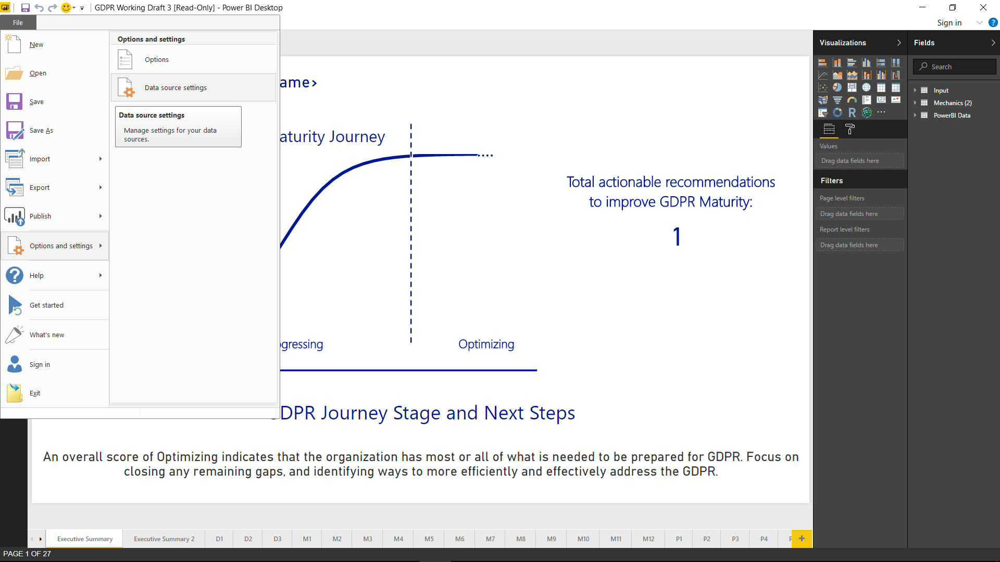 GDPR Working Draft 3 [Read-Only] - Power BI Desktop
File
Sign in
?
New
Open
Save
Save As
Import
Export
Publish
Options and settings
Help
Get started
What's new
Sign in
Exit
Options and settings
Options
Data source settings
Data source settings
Manage settings for your data
sources.
ame>
aturity Journey
Total actionable recommendations
to improve GDPR Maturity:
1
gressing
Optimizing
DPR Journey Stage and Next Steps
An overall score of Optimizing indicates that the organization has most or all of what is needed to be prepared for GDPR. Focus on
closing any remaining gaps, and identifying ways to more efficiently and effectively address the GDPR.
Visualizations
123
R
Values
Drag data fields here
Filters
Page level filters
Drag data fields here
Report level filters
Drag data fields here
Fields
Search
Input
Mechanics (2)
PowerBI Data
Executive Summary
Executive Summary 2
D1
D2
D3
M1
M2
M3
M4
M5
M6
M7
M8
M9
M10
M11
M12
P1
P2
P3
P4
+
PAGE 1 OF 27